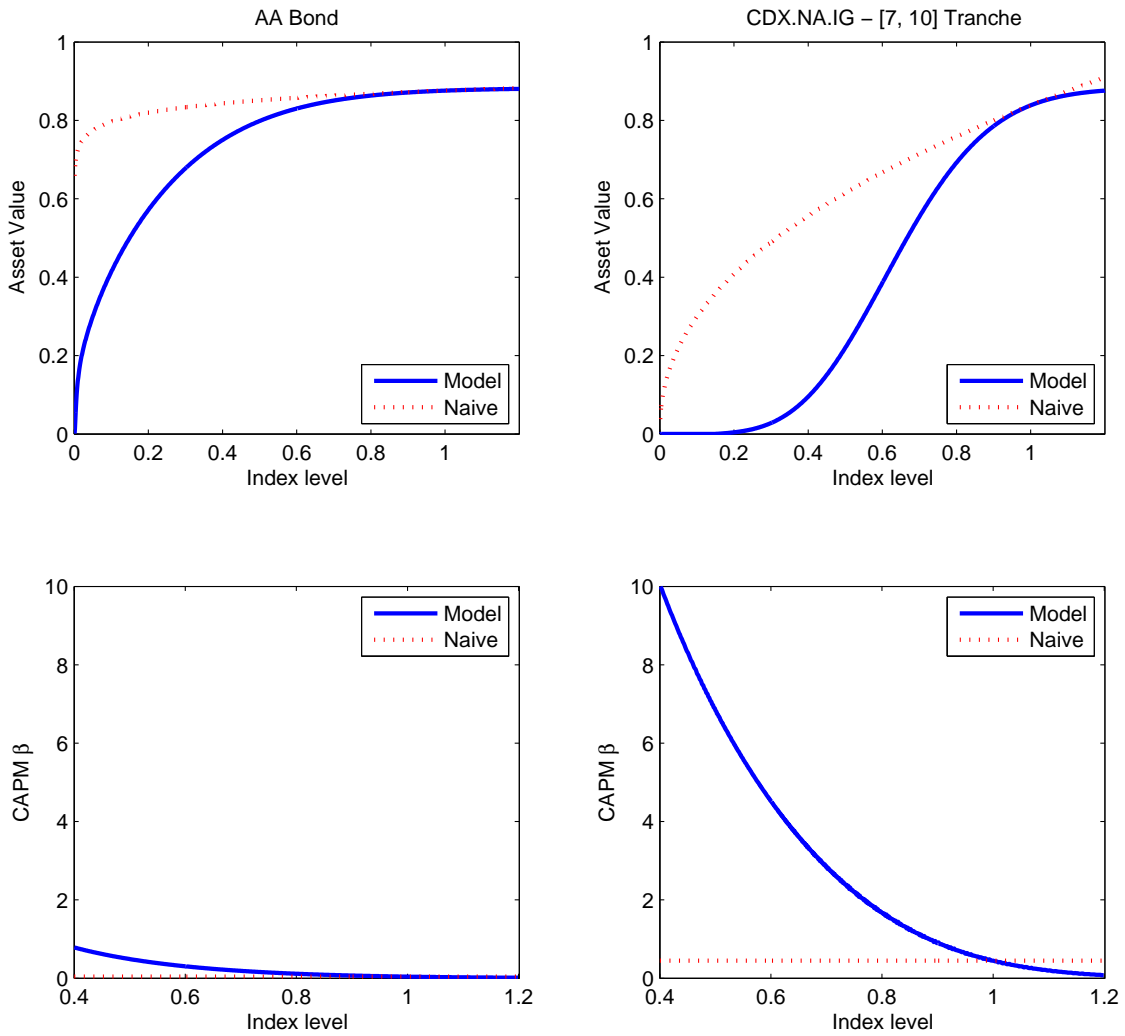 AA Bond
1
0.8
0.6
0.4
0.2
0
Asset Value
0
0.2
0.4
0.6
0.8
1
Index level
Model
Naive
CDX.NA.IG – [7, 10] Tranche
1
0.8
0.6
0.4
0.2
0
Asset Value
0
0.2
0.4
0.6
0.8
1
Index level
Model
Naive
10
8
6
4
2
0
CAPM β
0.4
0.6
0.8
1
1.2
Index level
Model
Naive
10
8
6
4
2
0
CAPM β
0.4
0.6
0.8
1
1.2
Index level
Model
Naive